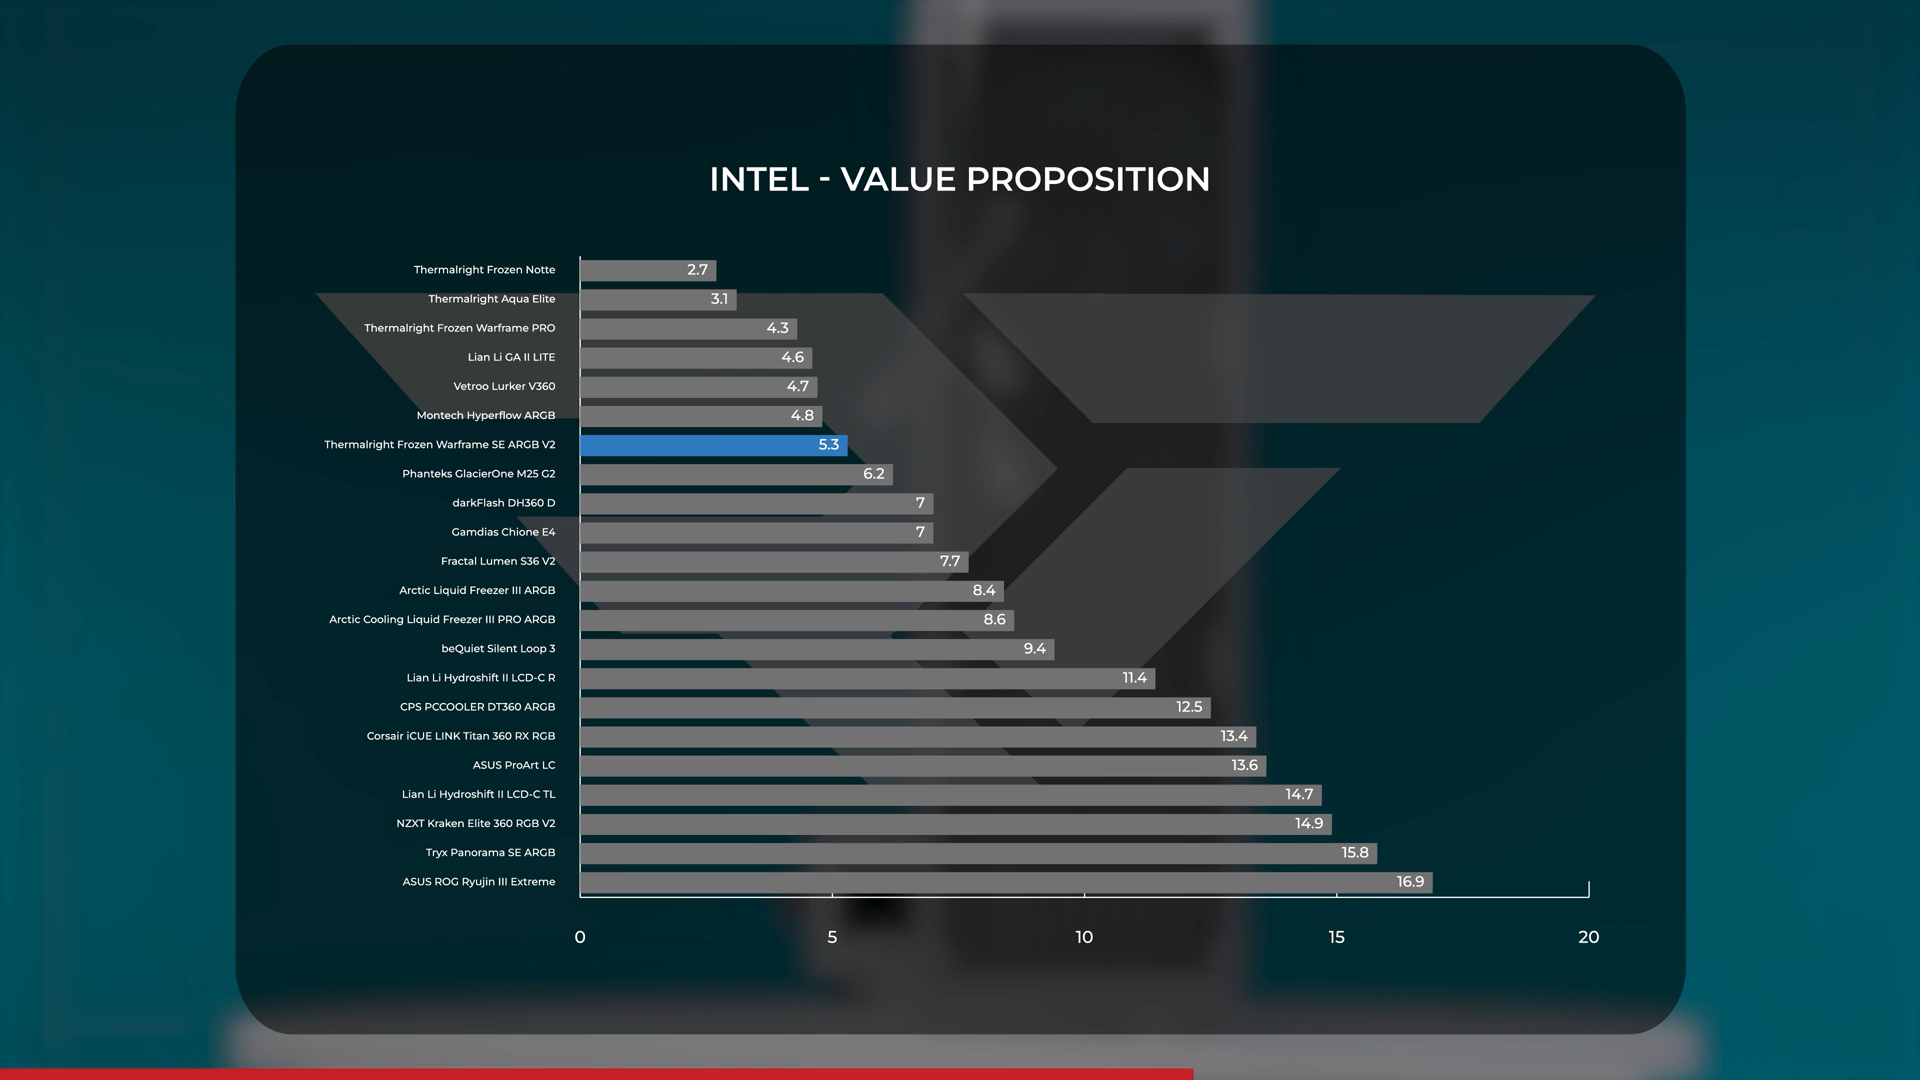 INTEL - VALUE PROPOSITION
Thermalright Frozen Notte 2.7
Thermalright Aqua Elite 3.1
Thermalright Frozen Warframe PRO 4.3
Lian Li GA II LITE 4.6
Vetroo Lurker V360 4.7
Montech Hyperflow ARGB 4.8
Thermalright Frozen Warframe SE ARGB V2 5.3
Phanteks GlacierOne M25 G2 6.2
darkFlash DH360 D 7
Gamdias Chione E4 7
Fractal Lumen S36 V2 7.7
Arctic Liquid Freezer III ARGB 8.4
Arctic Cooling Liquid Freezer III PRO ARGB 8.6
beQuiet Silent Loop 3 9.4
Lian Li Hydroshift II LCD-C R 11.4
CPS PCCOOLER DT360 ARGB 12.5
Corsair iCUE LINK Titan 360 RX RGB 13.4
ASUS ProArt LC 13.6
Lian Li Hydroshift II LCD-C TL 14.7
NZXT Kraken Elite 360 RGB V2 14.9
Tryx Panorama SE ARGB 15.8
ASUS ROG Ryujin III Extreme 16.9
0 5 10 15 20